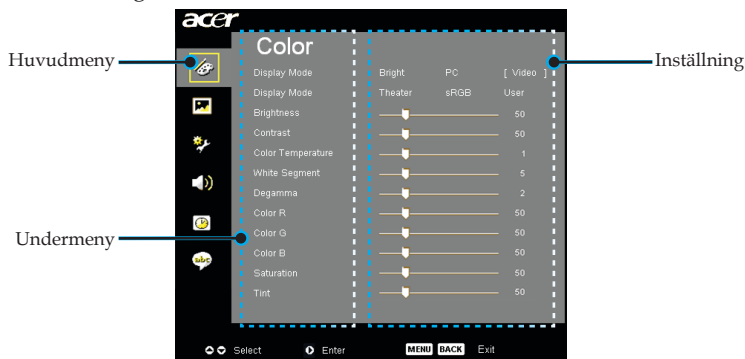 acer
Color
Huvudmeny
Inställning
Display Mode Bright PC [ Video ]
Display Mode Theater sRGB User
Brightness 50
Contrast 50
Color Temperature 1
White Segment 5
Degamma 2
Color R 50
Undermeny
Color G 50
Color B 50
Saturation 50
Tint 50
abc
Select Enter MENU BACK Exit